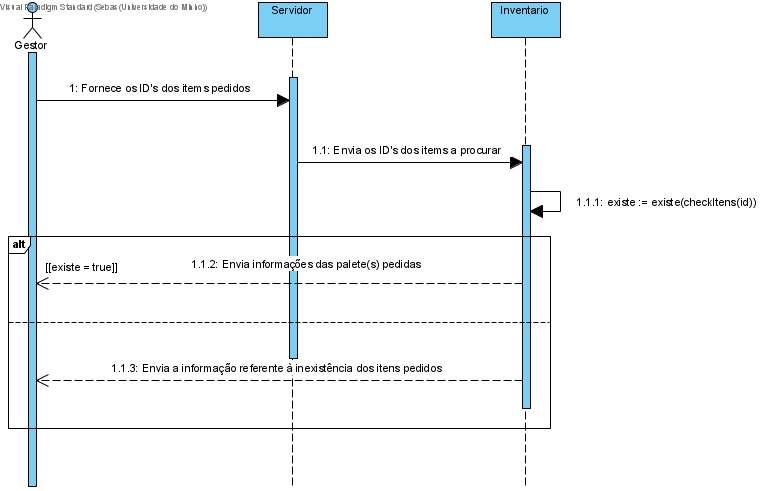 Visual Paradigm Standard (Sebas (Universidade do Minho))
Servidor
Inventario
Gestor
1: Fornece os ID's dos items pedidos
1.1: Envia os ID's dos items a procurar
1.1.1: existe := existe(checkItens(id))
alt
[[existe = true]]
1.1.2: Envia informações das palete(s) pedidas
1.1.3: Envia a informação referente à inexistência dos itens pedidos